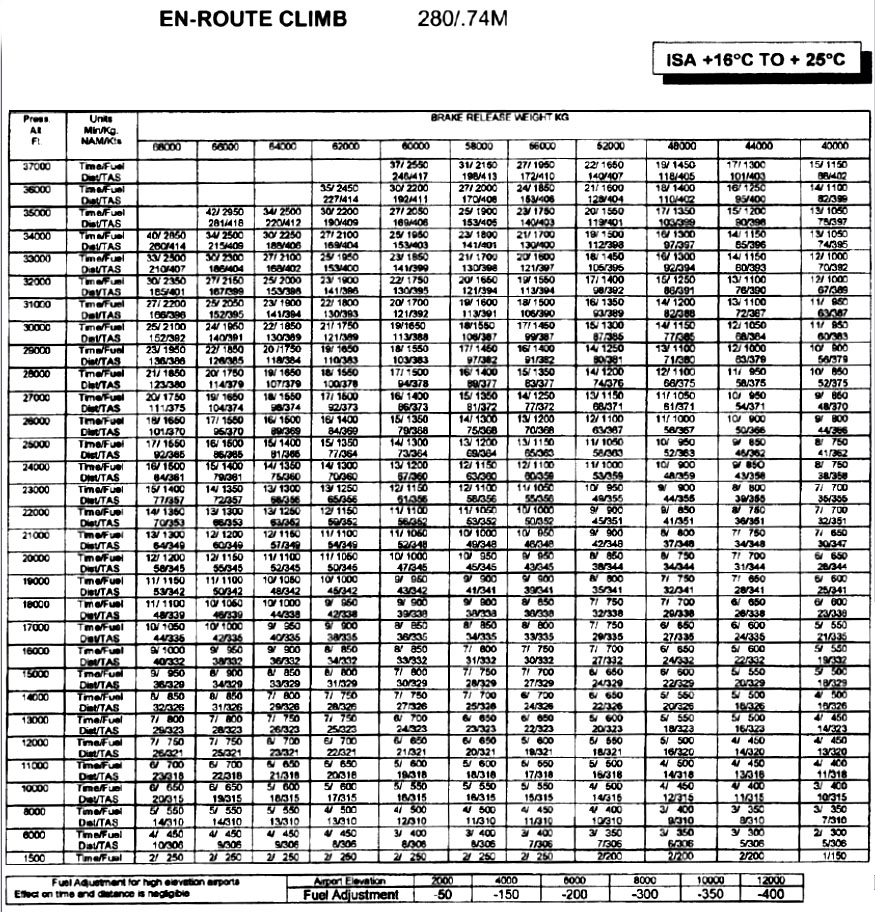 EN-ROUTE CLIMB 280/.74M
ISA +16°C TO + 25°C
Press. Units BRAKE RELEASE WEIGHT KG
Alt Min/Kg.
Ft. NAM/Kts 68000 66000 64000 62000 60000 58000 56000 52000 48000 44000 40000
37000 Time/Fuel 37/ 2550 31/ 2150 27/ 1950 22/ 1650 19/ 1450 17/ 1300 15/ 1150
Dist/TAS 246/417 198/413 172/410 140/407 118/405 101/403 88/402
36000 Time/Fuel 35/ 2450 30/ 2200 27/ 2000 24/ 1850 21/ 1600 18/ 1400 16/ 1250 14/ 1100
Dist/TAS 227/414 192/411 170/408 153/406 128/404 110/402 95/400 82/399
35000 Time/Fuel 42/ 2950 34/ 2500 30/ 2200 27/ 2050 25/ 1900 23/ 1750 20/ 1550 17/ 1350 15/ 1200 13/ 1050
Dist/TAS 281/418 220/412 190/409 169/406 153/405 140/403 119/401 103/399 90/398 78/397
34000 Time/Fuel 40/ 2850 34/ 2500 30/ 2250 27/ 2100 25/ 1950 23/ 1800 21/ 1700 19/ 1500 16/ 1300 14/ 1150 13/ 1050
Dist/TAS 260/414 215/409 188/406 169/404 153/403 141/401 130/400 112/398 97/397 85/396 74/395
33000 Time/Fuel 33/ 2500 30/ 2300 27/ 2100 25/ 1950 23/ 1850 21/ 1700 20/ 1600 18/ 1450 16/ 1300 14/ 1150 12/ 1000
Dist/TAS 210/407 186/404 168/402 153/400 141/399 130/398 121/397 105/395 92/394 80/393 70/392
32000 Time/Fuel 30/ 2350 27/ 2150 25/ 2000 23/ 1900 22/ 1750 20/ 1650 19/ 1550 17/ 1400 15/ 1250 13/ 1100 12/ 1000
Dist/TAS 185/401 167/399 153/398 141/396 130/395 121/394 113/394 98/392 86/391 76/390 67/389
31000 Time/Fuel 27/ 2200 25/ 2050 23/ 1900 22/ 1800 20/ 1700 19/ 1600 18/ 1500 16/ 1350 14/ 1200 13/ 1100 11/ 950
Dist/TAS 166/396 152/395 141/394 130/393 121/392 113/391 106/390 93/389 82/388 72/387 63/387
30000 Time/Fuel 25/ 2100 24/ 1950 22/ 1850 21/ 1750 19/1650 18/1550 17/ 1450 15/ 1300 14/ 1150 12/ 1050 11/ 950
Dist/TAS 152/392 140/391 130/389 121/389 113/388 106/387 99/387 87/386 77/385 68/384 60/383
29000 Time/Fuel 23/ 1950 22/ 1850 20 /1750 19/ 1650 18/ 1550 17/ 1450 16/ 1400 14/ 1250 13/ 1100 12/ 1000 10/ 900
Dist/TAS 136/386 126/385 118/384 110/383 103/383 97/382 91/382 80/381 71/380 63/379 56/379
28000 Time/Fuel 21/ 1850 20/ 1750 19/ 1650 18/ 1550 17/ 1500 16/ 1400 15/ 1350 14/ 1200 12/ 1100 11/ 950 10/ 850
Dist/TAS 123/380 114/379 107/379 100/378 94/378 89/377 83/377 74/376 66/375 58/375 52/375
27000 Time/Fuel 20/ 1750 19/ 1650 18/ 1550 17/ 1500 16/ 1400 15/ 1350 14/ 1250 13/ 1150 11/ 1050 10/ 950 9/ 850
Dist/TAS 111/375 104/374 98/374 92/373 86/373 81/372 77/372 68/371 61/371 54/371 48/370
26000 Time/Fuel 18/ 1650 17/ 1550 16/ 1500 16/ 1400 15/ 1350 14/ 1300 13/ 1200 12/ 1100 11/ 1000 10/ 900 9/ 800
Dist/TAS 101/370 95/370 89/369 84/369 79/368 75/368 70/368 63/367 56/367 50/366 44/366
25000 Time/Fuel 17/ 1550 16/ 1500 15/ 1400 15/ 1350 14/ 1300 13/ 1200 13/ 1150 11/ 1050 10/ 950 9/ 850 8/ 750
Dist/TAS 92/365 86/365 81/365 77/364 73/364 69/364 65/363 58/363 52/363 46/362 41/362
24000 Time/Fuel 16/ 1500 15/ 1400 14/ 1350 14/ 1300 13/ 1200 12/ 1150 12/ 1100 11/ 1000 10/ 900 9/ 850 8/ 750
Dist/TAS 84/361 79/361 75/360 70/360 67/360 63/360 60/359 53/359 48/359 43/358 38/358
23000 Time/Fuel 15/ 1400 14/ 1350 13/ 1300 13/ 1250 12/ 1150 12/ 1100 11/ 1050 10/ 950 9/ 900 8/ 800 7/ 700
Dist/TAS 77/357 72/357 68/356 65/356 61/356 58/356 55/356 49/355 44/355 39/355 35/355
22000 Time/Fuel 14/ 1350 13/ 1300 13/ 1250 12/ 1150 11/ 1100 11/ 1050 10/ 1000 9/ 900 9/ 850 8/ 750 7/ 700
Dist/TAS 70/353 66/353 63/352 59/352 56/352 53/352 50/352 45/351 41/351 36/351 32/351
21000 Time/Fuel 13/ 1300 12/ 1200 12/ 1150 11/ 1100 11/ 1050 10/ 1000 10/ 950 9/ 900 8/ 800 7/ 750 7/ 650
Dist/TAS 64/349 60/349 57/349 54/349 52/348 49/348 46/348 42/348 37/348 34/348 30/347
20000 Time/Fuel 12/ 1200 12/ 1150 11/ 1100 11/ 1050 10/ 1000 10/ 950 9/ 950 8/ 850 8/ 750 7/ 700 6/ 650
Dist/TAS 58/345 55/345 52/345 50/345 47/345 45/345 43/345 38/344 34/344 31/344 28/344
19000 Time/Fuel 11/ 1150 11/ 1100 10/ 1050 10/ 1000 9/ 950 9/ 900 9/ 900 8/ 800 7/ 750 7/ 650 6/ 600
Dist/TAS 53/342 50/342 48/342 45/342 43/342 41/341 39/341 35/341 32/341 28/341 25/341
18000 Time/Fuel 11/ 1100 10/ 1050 10/ 1000 9/ 950 9/ 900 8/ 900 8/ 850 7/ 750 7/ 700 6/ 650 6/ 600
Dist/TAS 48/339 46/339 44/338 42/338 39/338 38/338 36/338 32/338 29/338 26/338 23/338
17000 Time/Fuel 10/ 1050 10/ 1000 9/ 950 9/ 900 8/ 850 8/ 850 8/ 800 7/ 750 6/ 650 6/ 600 5/ 550
Dist/TAS 44/335 42/335 40/335 38/335 36/335 34/335 33/335 29/335 27/335 24/335 21/335
16000 Time/Fuel 9/ 1000 9/ 950 9/ 900 8/ 850 8/ 850 7/ 800 7/ 750 7/ 700 6/ 650 5/ 600 5/ 550
Dist/TAS 40/332 38/332 36/332 34/332 33/332 31/332 30/332 27/332 24/332 22/332 19/332
15000 Time/Fuel 9/ 950 8/ 900 8/ 850 8/ 800 7/ 800 7/ 750 7/ 700 6/ 650 6/ 600 5/ 550 5/ 500
Dist/TAS 36/329 34/329 33/329 31/329 30/329 28/329 27/329 24/329 22/329 20/329 18/329
14000 Time/Fuel 8/ 850 8/ 850 7/ 800 7/ 750 7/ 750 7/ 700 6/ 700 6/ 650 5/ 550 5/ 500 4/ 500
Dist/TAS 32/326 31/326 29/326 28/326 27/326 25/326 24/326 22/326 20/326 18/326 16/326
13000 Time/Fuel 7/ 800 7/ 800 7/ 750 7/ 750 6/ 700 6/ 650 6/ 650 6/ 600 5/ 550 5/ 500 4/ 450
Dist/TAS 29/323 28/323 26/323 25/323 24/323 23/323 22/323 20/323 18/323 16/323 14/323
12000 Time/Fuel 7/ 750 7/ 750 6/ 700 6/ 700 6/ 650 6/ 650 6/ 600 5/ 550 5/ 500 4/ 450 4/ 450
Dist/TAS 26/321 25/321 23/321 22/321 21/321 20/321 19/321 18/321 16/320 14/320 13/320
11000 Time/Fuel 6/ 700 6/ 700 6/ 650 6/ 650 5/ 600 5/ 600 5/ 550 5/ 500 4/ 500 4/ 450 4/ 400
Dist/TAS 23/318 22/318 21/318 20/318 19/318 18/318 17/318 16/318 14/318 13/318 11/318
10000 Time/Fuel 6/ 650 6/ 650 6/ 600 5/ 600 5/ 550 5/ 550 5/ 550 4/ 500 4/ 450 4/ 400 3/ 400
Dist/TAS 20/315 19/315 18/315 17/315 16/315 16/315 15/315 14/315 12/315 11/315 10/315
8000 Time/Fuel 5/ 550 5/ 550 5/ 550 4/ 500 4/ 500 4/ 500 4/ 450 4/ 400 3/ 400 3/ 350 3/ 350
Dist/TAS 14/310 14/310 13/310 13/310 12/310 11/310 11/310 10/310 9/310 8/310 7/310
6000 Time/Fuel 4/ 450 4/ 450 4/ 450 4/ 450 3/ 400 3/ 400 3/ 400 3/ 350 3/ 350 3/ 300 2/ 300
Dist/TAS 10/306 9/306 9/306 8/306 8/306 8/306 7/306 7/306 6/306 5/306 5/306
1500 Time/Fuel 2/ 250 2/ 250 2/ 250 2/ 250 2/ 250 2/ 250 2/ 250 2/200 2/200 2/200 1/150
Fuel Adjustment for high elevation airports Airport Elevation 2000 4000 6000 8000 10000 12000
Effect on time and distance is negligible Fuel Adjustment -50 -150 -200 -300 -350 -400